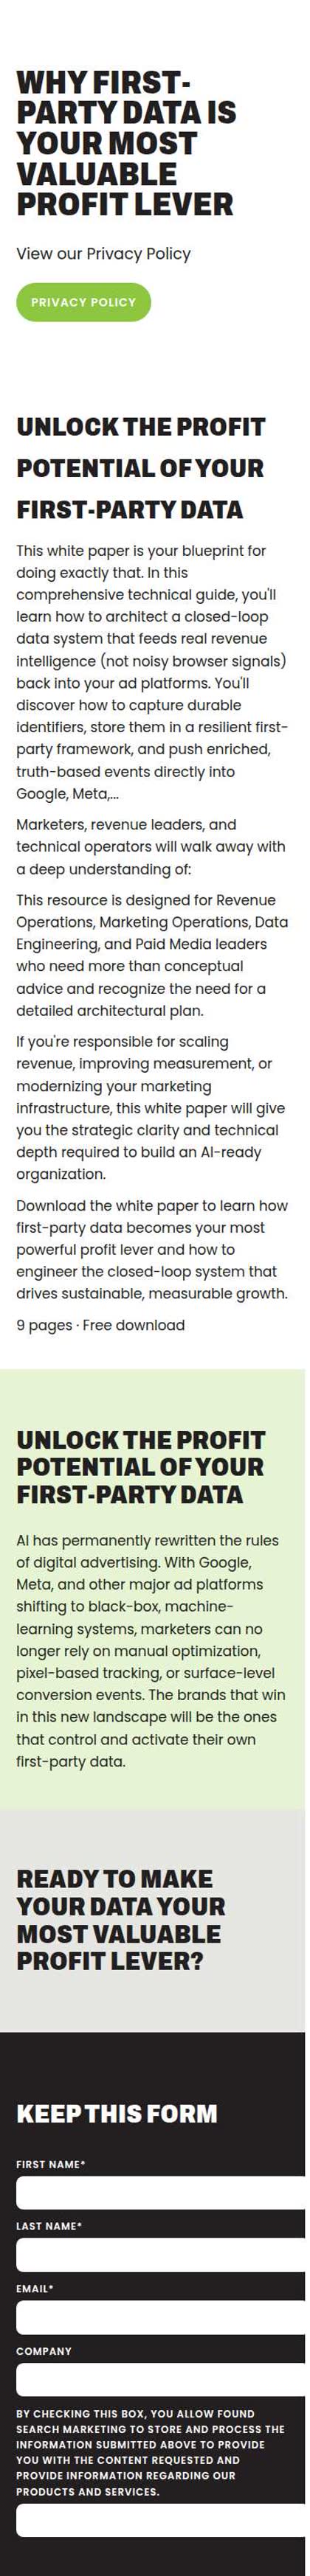 WHY FIRST-
PARTY DATA IS
YOUR MOST
VALUABLE
PROFIT LEVER
View our Privacy Policy
PRIVACY POLICY
UNLOCK THE PROFIT
POTENTIAL OF YOUR
FIRST-PARTY DATA
This white paper is your blueprint for
doing exactly that. In this
comprehensive technical guide, you'll
learn how to architect a closed-loop
data system that feeds real revenue
intelligence (not noisy browser signals)
back into your ad platforms. You'll
discover how to capture durable
identifiers, store them in a resilient first-
party framework, and push enriched,
truth-based events directly into
Google, Meta,...
Marketers, revenue leaders, and
technical operators will walk away with
a deep understanding of:
This resource is designed for Revenue
Operations, Marketing Operations, Data
Engineering, and Paid Media leaders
who need more than conceptual
advice and recognize the need for a
detailed architectural plan.
If you're responsible for scaling
revenue, improving measurement, or
modernizing your marketing
infrastructure, this white paper will give
you the strategic clarity and technical
depth required to build an AI-ready
organization.
Download the white paper to learn how
first-party data becomes your most
powerful profit lever and how to
engineer the closed-loop system that
drives sustainable, measurable growth.
9 pages · Free download
UNLOCK THE PROFIT
POTENTIAL OF YOUR
FIRST-PARTY DATA
AI has permanently rewritten the rules
of digital advertising. With Google,
Meta, and other major ad platforms
shifting to black-box, machine-
learning systems, marketers can no
longer rely on manual optimization,
pixel-based tracking, or surface-level
conversion events. The brands that win
in this new landscape will be the ones
that control and activate their own
first-party data.
READY TO MAKE
YOUR DATA YOUR
MOST VALUABLE
PROFIT LEVER?
KEEP THIS FORM
FIRST NAME*
LAST NAME*
EMAIL*
COMPANY
BY CHECKING THIS BOX, YOU ALLOW FOUND
SEARCH MARKETING TO STORE AND PROCESS THE
INFORMATION SUBMITTED ABOVE TO PROVIDE
YOU WITH THE CONTENT REQUESTED AND
PROVIDE INFORMATION REGARDING OUR
PRODUCTS AND SERVICES.